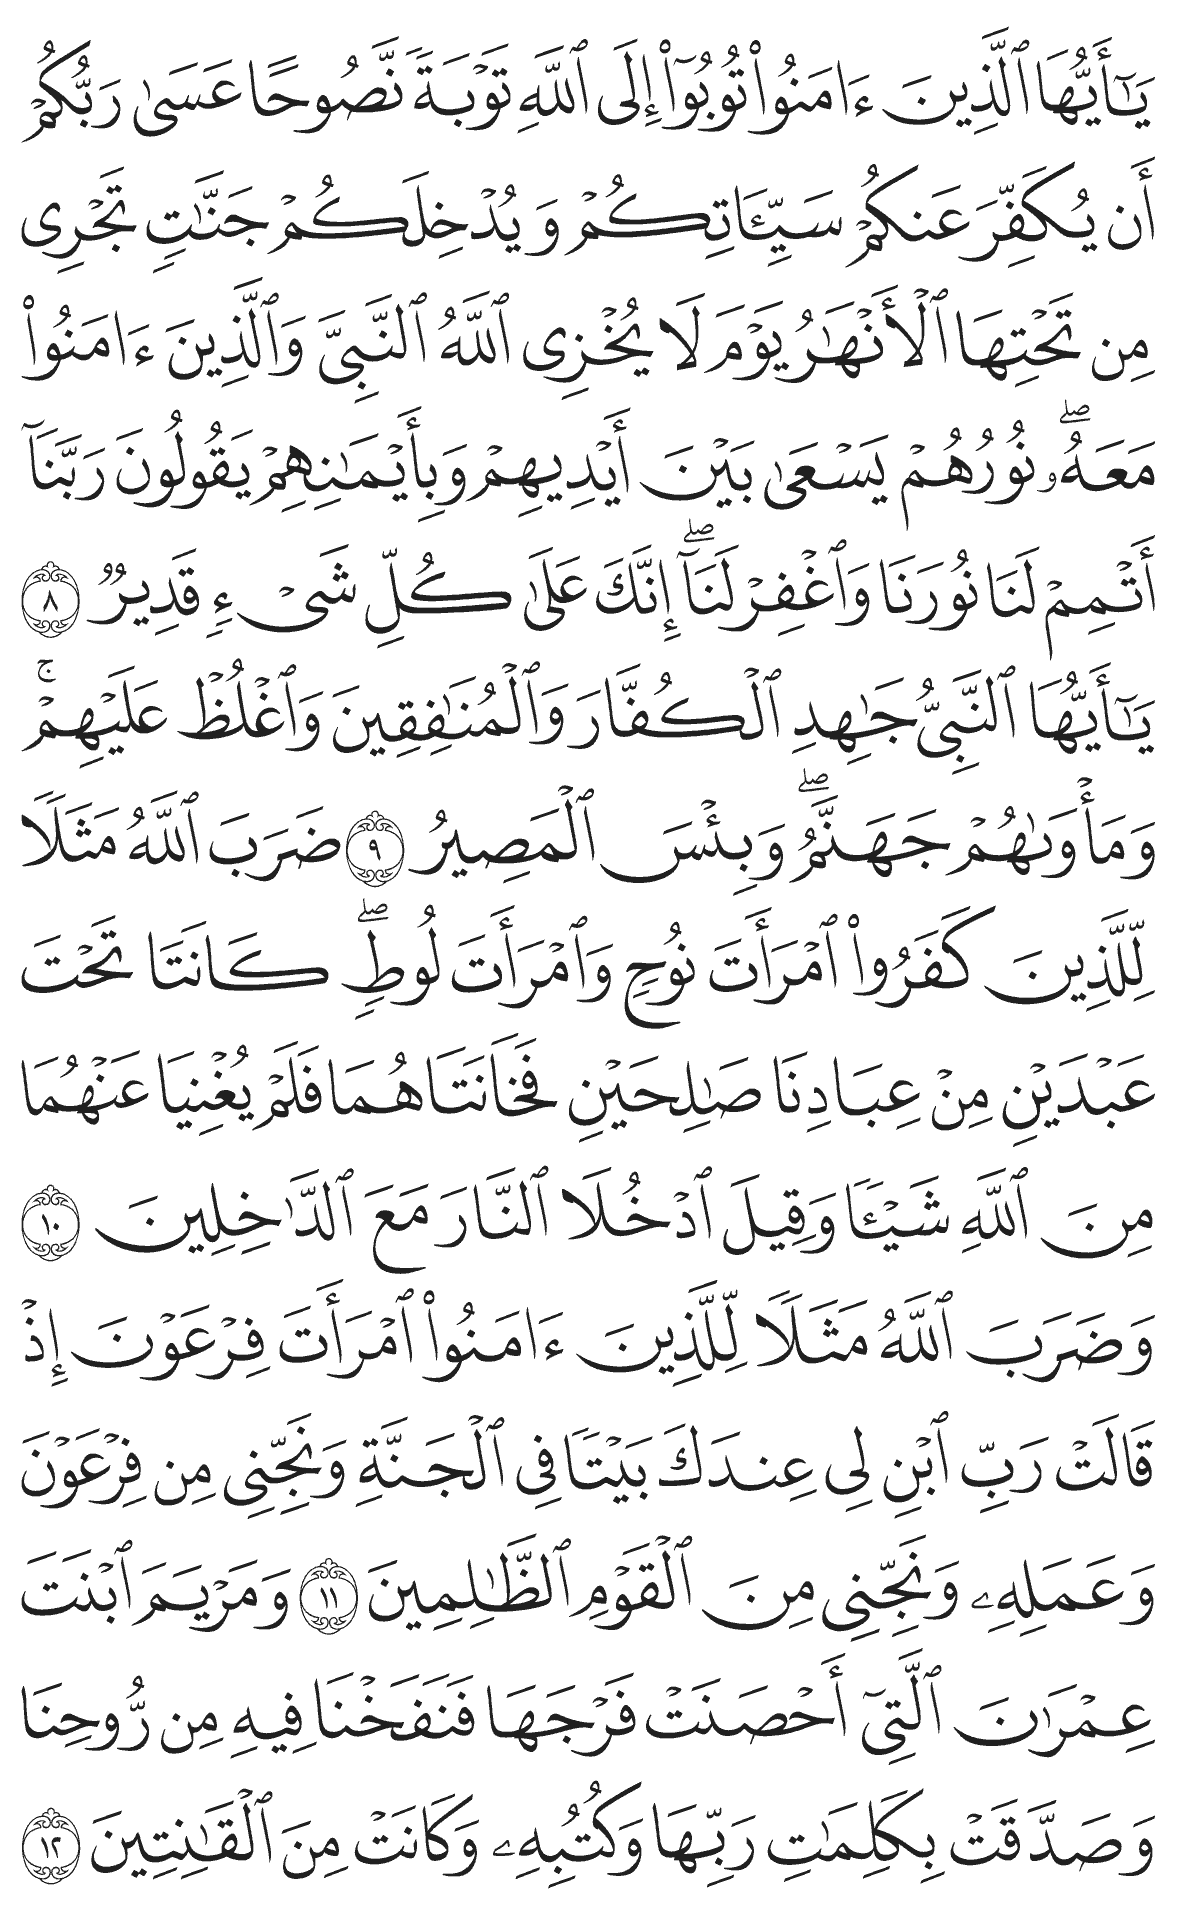 يَٰٓأَيُّهَا ٱلَّذِينَ ءَامَنُوا۟ تُوبُوٓا۟ إِلَى ٱللَّهِ تَوْبَةً نَّصُوحًا عَسَىٰ رَبُّكُمْ
أَن يُكَفِّرَ عَنكُمْ سَيِّـَٔاتِكُمْ وَيُدْخِلَكُمْ جَنَّٰتٍ تَجْرِى
مِن تَحْتِهَا ٱلْأَنْهَٰرُ يَوْمَ لَا يُخْزِى ٱللَّهُ ٱلنَّبِىَّ وَٱلَّذِينَ ءَامَنُوا۟
مَعَهُۥ ۖ نُورُهُمْ يَسْعَىٰ بَيْنَ أَيْدِيهِمْ وَبِأَيْمَٰنِهِمْ يَقُولُونَ رَبَّنَآ
أَتْمِمْ لَنَا نُورَنَا وَٱغْفِرْ لَنَآ ۖ إِنَّكَ عَلَىٰ كُلِّ شَىْءٍ قَدِيرٌ ٨
يَٰٓأَيُّهَا ٱلنَّبِىُّ جَٰهِدِ ٱلْكُفَّارَ وَٱلْمُنَٰفِقِينَ وَٱغْلُظْ عَلَيْهِمْ ۚ
وَمَأْوَىٰهُمْ جَهَنَّمُ ۖ وَبِئْسَ ٱلْمَصِيرُ ٩ ضَرَبَ ٱللَّهُ مَثَلًا
لِّلَّذِينَ كَفَرُوا۟ ٱمْرَأَتَ نُوحٍ وَٱمْرَأَتَ لُوطٍ ۖ كَانَتَا تَحْتَ
عَبْدَيْنِ مِنْ عِبَادِنَا صَٰلِحَيْنِ فَخَانَتَاهُمَا فَلَمْ يُغْنِيَا عَنْهُمَا
مِنَ ٱللَّهِ شَيْـًٔا وَقِيلَ ٱدْخُلَا ٱلنَّارَ مَعَ ٱلدَّٰخِلِينَ ١٠
وَضَرَبَ ٱللَّهُ مَثَلًا لِّلَّذِينَ ءَامَنُوا۟ ٱمْرَأَتَ فِرْعَوْنَ إِذْ
قَالَتْ رَبِّ ٱبْنِ لِى عِندَكَ بَيْتًا فِى ٱلْجَنَّةِ وَنَجِّنِى مِن فِرْعَوْنَ
وَعَمَلِهِۦ وَنَجِّنِى مِنَ ٱلْقَوْمِ ٱلظَّٰلِمِينَ ١١ وَمَرْيَمَ ٱبْنَتَ
عِمْرَٰنَ ٱلَّتِىٓ أَحْصَنَتْ فَرْجَهَا فَنَفَخْنَا فِيهِ مِن رُّوحِنَا
وَصَدَّقَتْ بِكَلِمَٰتِ رَبِّهَا وَكُتُبِهِۦ وَكَانَتْ مِنَ ٱلْقَٰنِتِينَ ١٢